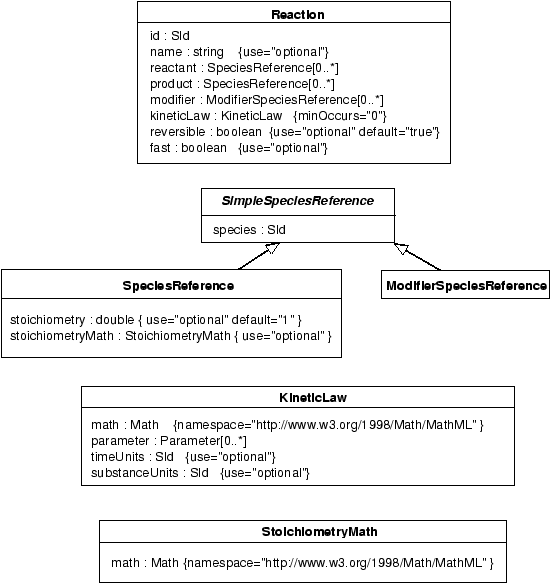 Reaction
id : SId
name : string {use="optional"}
reactant : SpeciesReference[0..*]
product : SpeciesReference[0..*]
modifier : ModifierSpeciesReference[0..*]
kineticLaw : KineticLaw {minOccurs="0"}
reversible : boolean {use="optional" default="true"}
fast : boolean {use="optional"}
SimpleSpeciesReference
species : SId
SpeciesReference
stoichiometry : double { use="optional" default="1" }
stoichiometryMath : StoichiometryMath { use="optional" }
ModifierSpeciesReference
KineticLaw
math : Math {namespace="http://www.w3.org/1998/Math/MathML" }
parameter : Parameter[0..*]
timeUnits : SId {use="optional"}
substanceUnits : SId {use="optional"}
StoichiometryMath
math : Math {namespace="http://www.w3.org/1998/Math/MathML" }